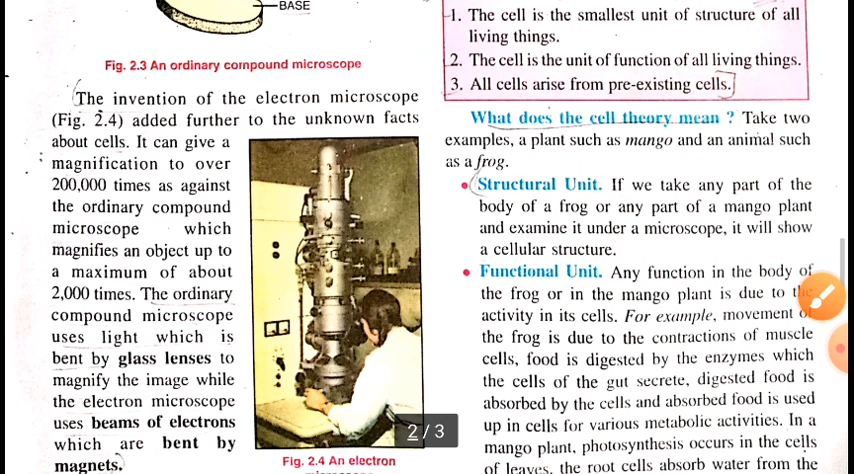 BASE
Fig. 2.3 An ordinary compound microscope
The invention of the electron microscope
(Fig. 2.4) added further to the unknown facts
about cells. It can give a
magnification to over
200,000 times as against
the ordinary compound
microscope which
magnifies an object up to
a maximum of about
2,000 times. The ordinary
compound microscope
uses light which is
bent by glass lenses to
magnify the image while
the electron microscope
uses beams of electrons
which are bent by
magnets.
Fig. 2.4 An electron
microscope
2/3
1. The cell is the smallest unit of structure of all
living things.
2. The cell is the unit of function of all living things.
3. All cells arise from pre-existing cells.
What does the cell theory mean ? Take two
examples, a plant such as mango and an animal such
as a frog.
• Structural Unit. If we take any part of the
body of a frog or any part of a mango plant
and examine it under a microscope, it will show
a cellular structure.
• Functional Unit. Any function in the body of
the frog or in the mango plant is due to the
activity in its cells. For example, movement of
the frog is due to the contractions of muscle
cells, food is digested by the enzymes which
the cells of the gut secrete, digested food is
absorbed by the cells and absorbed food is used
up in cells for various metabolic activities. In a
mango plant, photosynthesis occurs in the cells
of leaves, the root cells absorb water from the